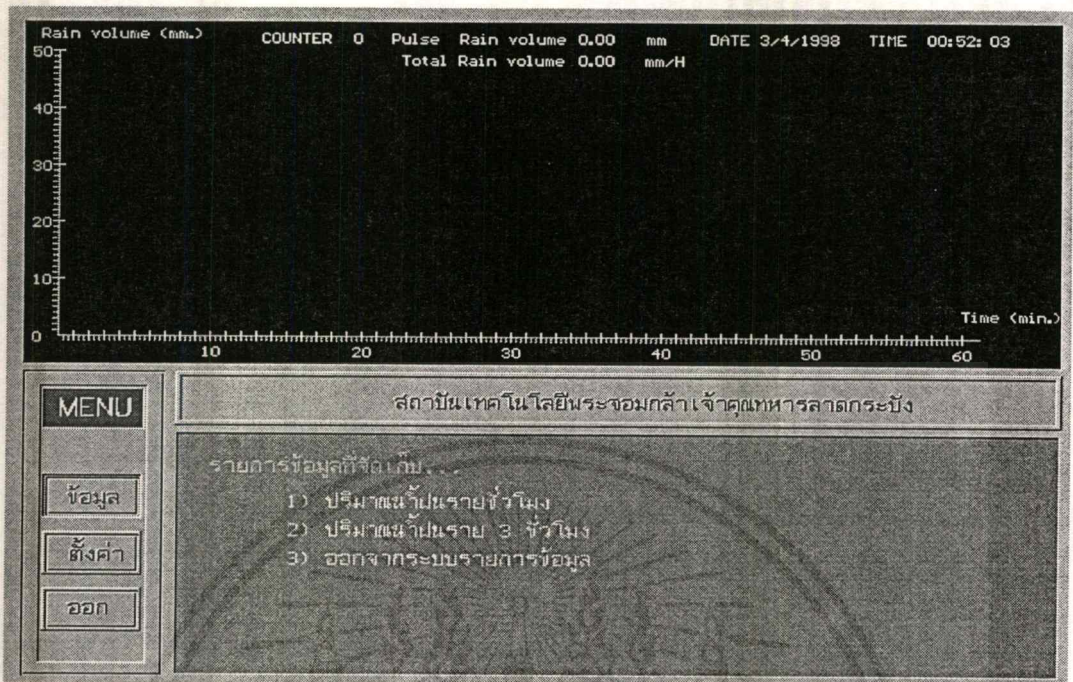 Rain volume (mm.) COUNTER 0 Pulse Rain volume 0.00 mm DATE 3/4/1998 TIME 00:52:03
Total Rain volume 0.00 mm/H
50
40
30
20
10
0
Time (min.)
10 20 30 40 50 60
MENU
สถาบันเทคโนโลยีพระจอมกล้าเจ้าคุณทหารลาดกระบัง
รายการข้อมูลที่จัดเก็บ...
1) ปริมาณน้ำฝนรายชั่วโมง
2) ปริมาณน้ำฝนราย 3 ชั่วโมง
3) ออกจากระบบรายการข้อมูล
ข้อมูล
ตั้งค่า
ออก